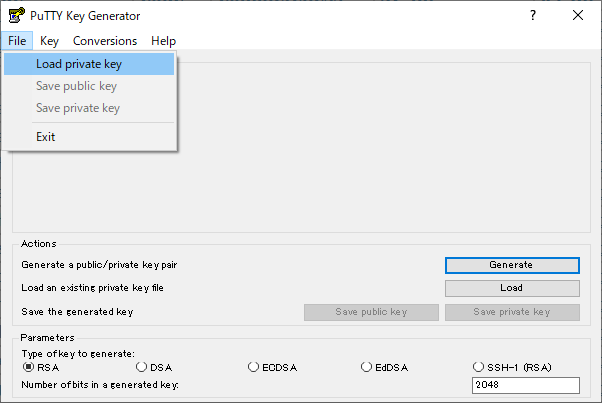 PuTTY Key Generator
File Key Conversions Help
Load private key
Save public key
Save private key
Exit
Actions
Generate a public/private key pair Generate
Load an existing private key file Load
Save the generated key Save public key Save private key
Parameters
Type of key to generate:
RSA DSA ECDSA EdDSA SSH-1 (RSA)
Number of bits in a generated key: 2048